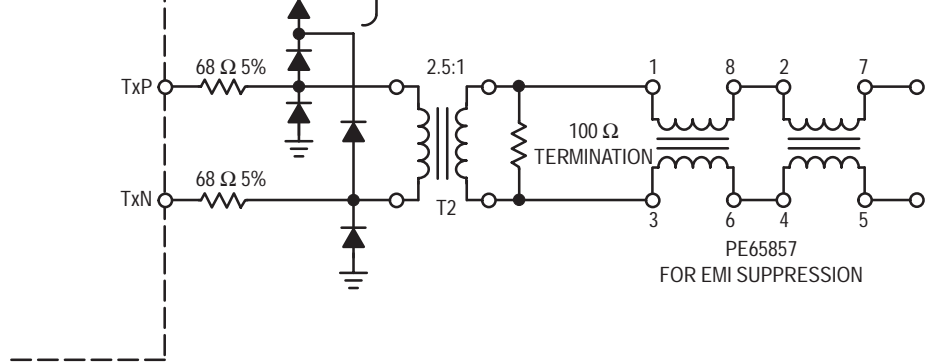 68 Ω 5%
2.5:1
1
8
2
7
TxP
100 Ω
TERMINATION
68 Ω 5%
TxN
T2
3
6
4
5
PE65857
FOR EMI SUPPRESSION